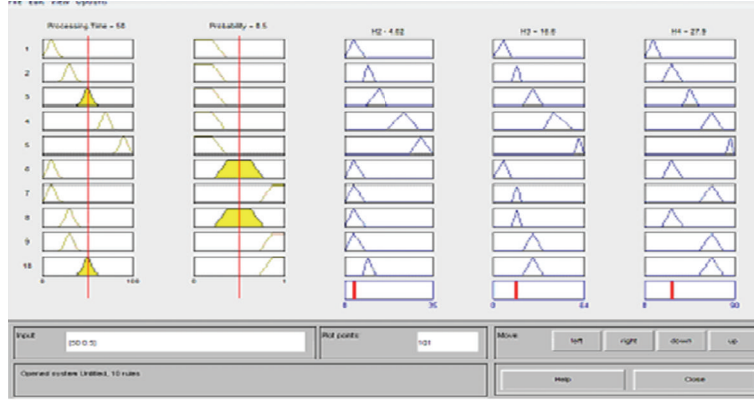 File Edit View Options
Processing Time = 50
Probability = 0.5
H2 = 4.62
H3 = 16.6
H4 = 27.9
1
2
3
4
5
6
7
8
9
10
0 100
0 1
0 35
0 64
0 90
Input: [50 0.5]
Plot points: 101
Move: left right down up
Opened system Untitled, 10 rules
Help Close